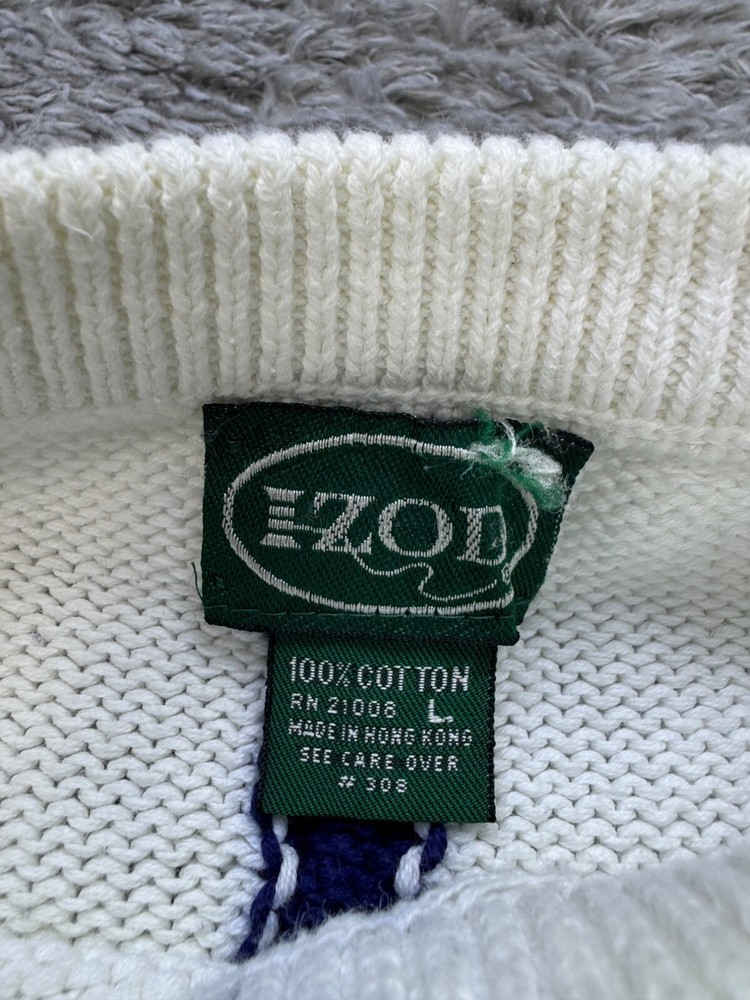 IZOD
100% COTTON
RN 21008 L
MADE IN HONG KONG
SEE CARE OVER
# 308